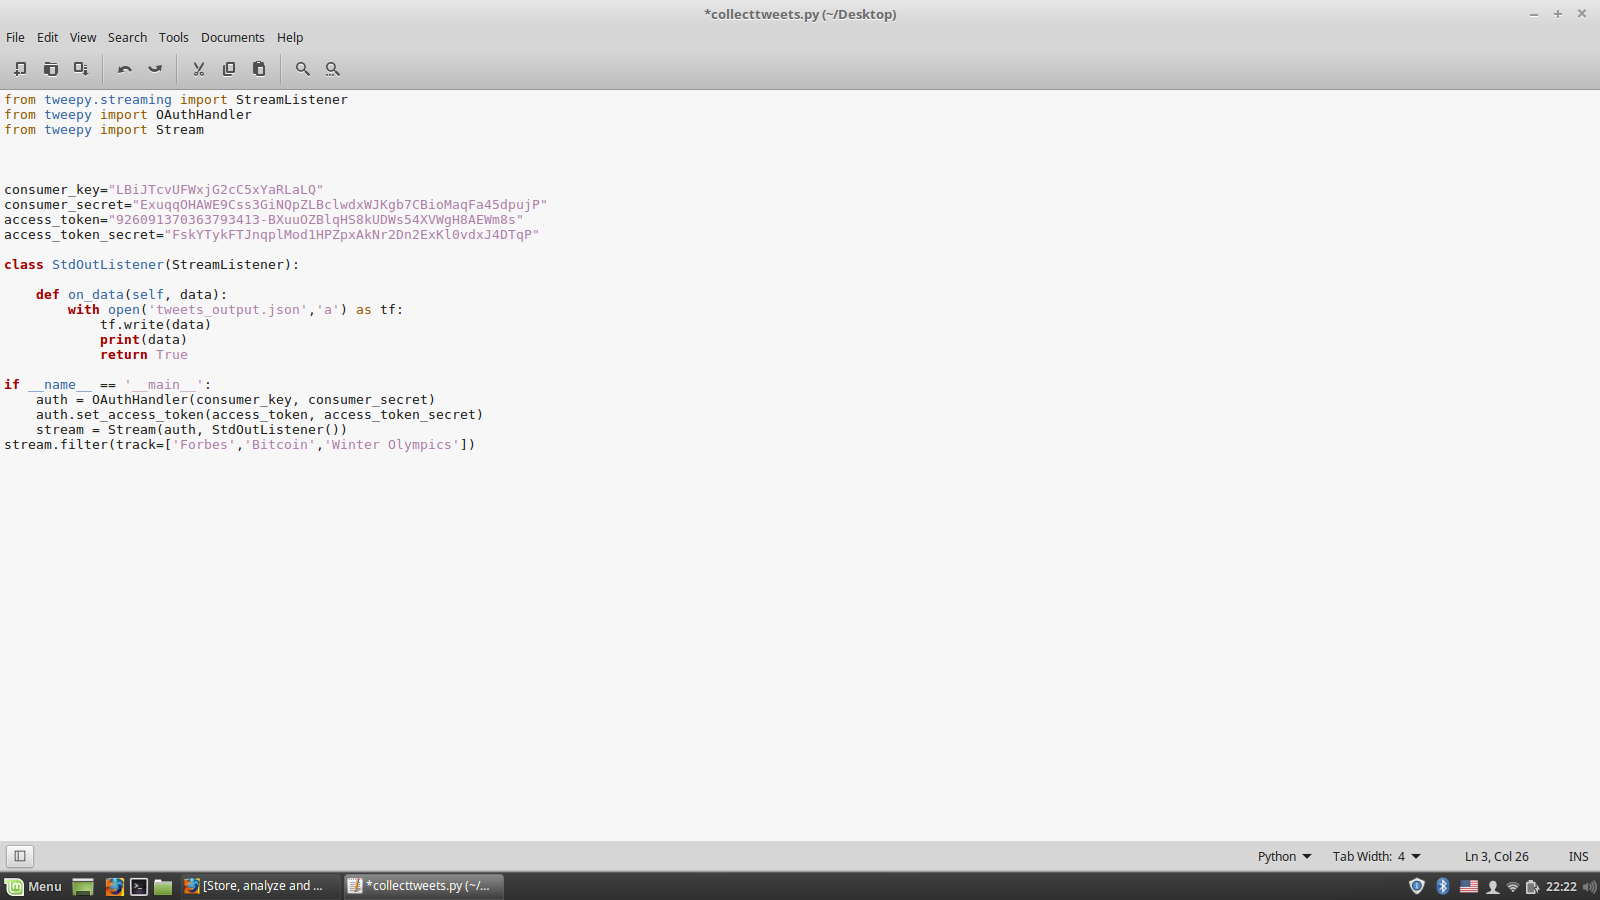 *collecttweets.py (~/Desktop)
File Edit View Search Tools Documents Help
from tweepy.streaming import StreamListener
from tweepy import OAuthHandler
from tweepy import Stream
consumer_key="LBiJTcvUFWxjG2cC5xYaRLaLQ"
consumer_secret="ExuqqOHAWE9Css3GiNQpZLBclwdxWJKgb7CBioMaqFa45dpujP"
access_token="926091370363793413-BXuuOZBlqHS8kUDWs54XVWgH8AEWm8s"
access_token_secret="FskYTykFTJnqplMod1HPZpxAkNr2Dn2ExKl0vdxJ4DTqP"
class StdOutListener(StreamListener):
    def on_data(self, data):
        with open('tweets_output.json','a') as tf:
            tf.write(data)
            print(data)
            return True
if __name__ == '__main__':
    auth = OAuthHandler(consumer_key, consumer_secret)
    auth.set_access_token(access_token, access_token_secret)
    stream = Stream(auth, StdOutListener())
stream.filter(track=['Forbes','Bitcoin','Winter Olympics'])
Python Tab Width: 4 Ln 3, Col 26 INS
Menu [Store, analyze and ... *collecttweets.py (~/... 22:22